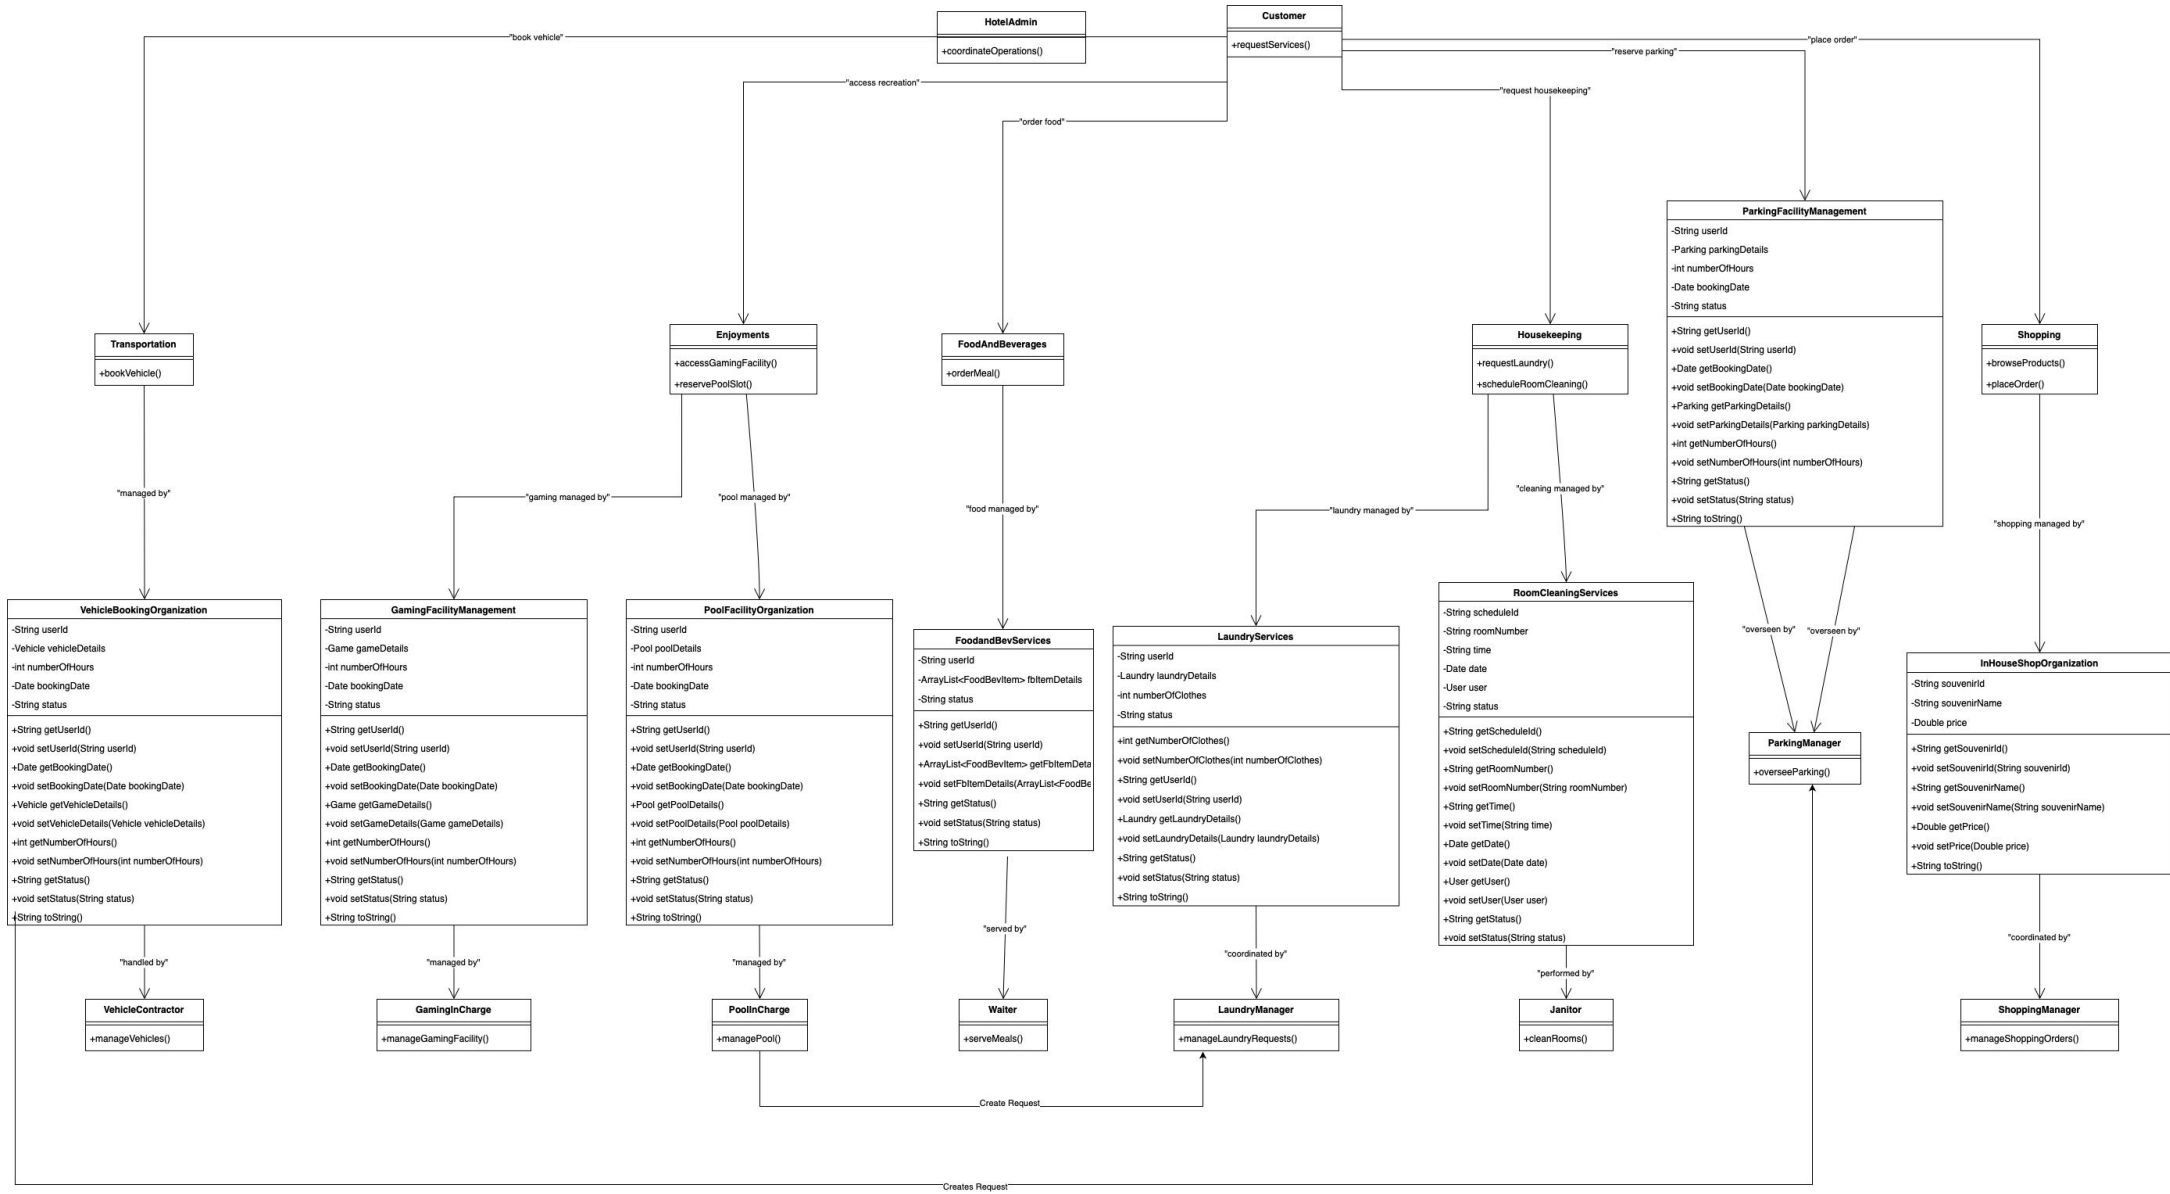 HotelAdmin
+coordinateOperations()
Customer
+requestServices()
"book vehicle"
"place order"
"reserve parking"
"access recreation"
"request housekeeping"
"order food"
Transportation
+bookVehicle()
Enjoyments
+accessGamingFacility()
+reservePoolSlot()
FoodAndBeverages
+orderMeal()
Housekeeping
+requestLaundry()
+scheduleRoomCleaning()
ParkingFacilityManagement
-String userId
-Parking parkingDetails
-int numberOfHours
-Date bookingDate
-String status
+String getUserId()
+void setUserId(String userId)
+Date getBookingDate()
+void setBookingDate(Date bookingDate)
+Parking getParkingDetails()
+void setParkingDetails(Parking parkingDetails)
+int getNumberOfHours()
+void setNumberOfHours(int numberOfHours)
+String getStatus()
+void setStatus(String status)
+String toString()
Shopping
+browseProducts()
+placeOrder()
"managed by"
"gaming managed by"
"pool managed by"
"food managed by"
"laundry managed by"
"cleaning managed by"
"shopping managed by"
"overseen by"
"overseen by"
VehicleBookingOrganization
-String userId
-Vehicle vehicleDetails
-int numberOfHours
-Date bookingDate
-String status
+String getUserId()
+void setUserId(String userId)
+Date getBookingDate()
+void setBookingDate(Date bookingDate)
+Vehicle getVehicleDetails()
+void setVehicleDetails(Vehicle vehicleDetails)
+int getNumberOfHours()
+void setNumberOfHours(int numberOfHours)
+String getStatus()
+void setStatus(String status)
+String toString()
GamingFacilityManagement
-String userId
-Game gameDetails
-int numberOfHours
-Date bookingDate
-String status
+String getUserId()
+void setUserId(String userId)
+Date getBookingDate()
+void setBookingDate(Date bookingDate)
+Game getGameDetails()
+void setGameDetails(Game gameDetails)
+int getNumberOfHours()
+void setNumberOfHours(int numberOfHours)
+String getStatus()
+void setStatus(String status)
+String toString()
PoolFacilityOrganization
-String userId
-Pool poolDetails
-int numberOfHours
-Date bookingDate
-String status
+String getUserId()
+void setUserId(String userId)
+Date getBookingDate()
+void setBookingDate(Date bookingDate)
+Pool getPoolDetails()
+void setPoolDetails(Pool poolDetails)
+int getNumberOfHours()
+void setNumberOfHours(int numberOfHours)
+String getStatus()
+void setStatus(String status)
+String toString()
FoodandBevServices
-String userId
-ArrayList<FoodBevItem> fbItemDetails
-String status
+String getUserId()
+void setUserId(String userId)
+ArrayList<FoodBevItem> getFbItemDeta
+void setFbItemDetails(ArrayList<FoodBe
+String getStatus()
+void setStatus(String status)
+String toString()
LaundryServices
-String userId
-Laundry laundryDetails
-int numberOfClothes
-String status
+int getNumberOfClothes()
+void setNumberOfClothes(int numberOfClothes)
+String getUserId()
+void setUserId(String userId)
+Laundry getLaundryDetails()
+void setLaundryDetails(Laundry laundryDetails)
+String getStatus()
+void setStatus(String status)
+String toString()
RoomCleaningServices
-String scheduleId
-String roomNumber
-String time
-Date date
-User user
-String status
+String getScheduleId()
+void setScheduleId(String scheduleId)
+String getRoomNumber()
+void setRoomNumber(String roomNumber)
+String getTime()
+void setTime(String time)
+Date getDate()
+void setDate(Date date)
+User getUser()
+void setUser(User user)
+String getStatus()
+void setStatus(String status)
ParkingManager
+overseeParking()
InHouseShopOrganization
-String souvenirId
-String souvenirName
-Double price
+String getSouvenirId()
+void setSouvenirId(String souvenirId)
+String getSouvenirName()
+void setSouvenirName(String souvenirName)
+Double getPrice()
+void setPrice(Double price)
+String toString()
"handled by"
"managed by"
"managed by"
"served by"
"coordinated by"
"performed by"
"coordinated by"
VehicleContractor
+manageVehicles()
GamingInCharge
+manageGamingFacility()
PoolInCharge
+managePool()
Waiter
+serveMeals()
LaundryManager
+manageLaundryRequests()
Janitor
+cleanRooms()
ShoppingManager
+manageShoppingOrders()
Create Request
Creates Request